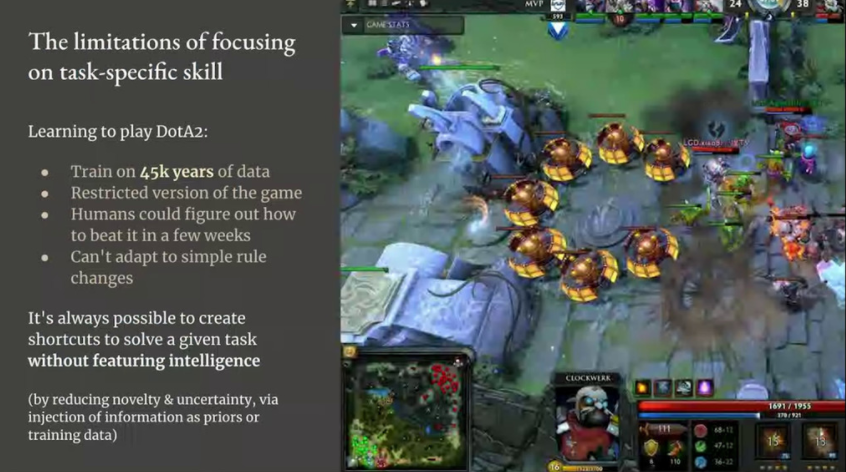 The limitations of focusing
on task-specific skill
Learning to play DotA2:
● Train on 45k years of data
● Restricted version of the game
● Humans could figure out how
to beat it in a few weeks
● Can't adapt to simple rule
changes
It's always possible to create
shortcuts to solve a given task
without featuring intelligence
(by reducing novelty & uncertainty, via
injection of information as priors or
training data)
MVP
24
38
10
GAME STATS
CLOCKWERK
1691 / 1955
111
16
15
13